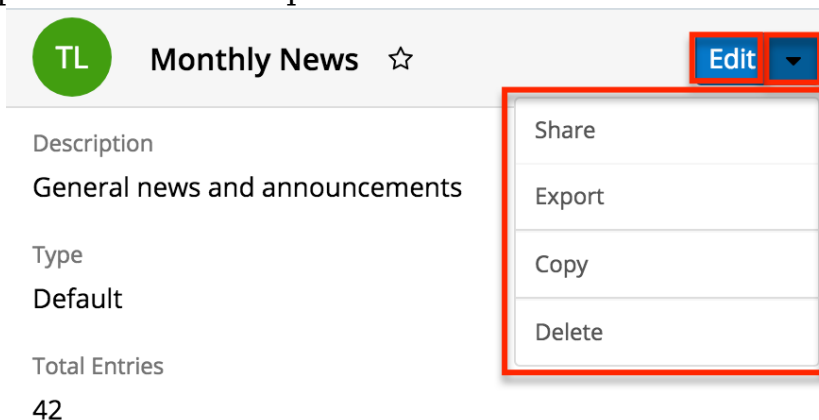 TL
Monthly News
Edit
Share
Description
General news and announcements
Export
Type
Copy
Default
Delete
Total Entries
42